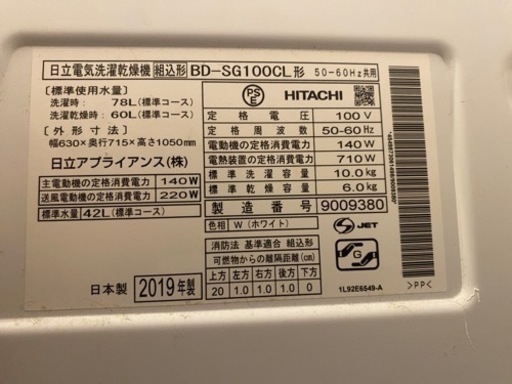 日立電気洗濯乾燥機 組込形 BD-SG100CL形 50-60Hz共用
〔標準使用水量〕
洗濯時: 78L(標準コース)
洗濯乾燥時: 60L(標準コース)
〔外形寸法〕
幅630×奥行715×高さ1050mm
日立アプライアンス(株)
主電動機の定格消費電力 140W
送風電動機の定格消費電力 220W
標準水量 42L(標準コース)
日本製 2019年製
PSE HITACHI
定格電圧 100V
定格周波数 50-60Hz
電動機の定格消費電力 140W
電熱装置の定格消費電力 710W
標準洗濯容量 10.0kg
標準乾燥容量 6.0kg
製造番号 9009380
色相 W(ホワイト)
S JET
消防法 基準適合 組込形
可燃物からの離隔距離(cm)
上方 左方 右方 前方 後方 下方
20 1.0 1.0 1.0 0
G
1L92E6549-A
>PP<